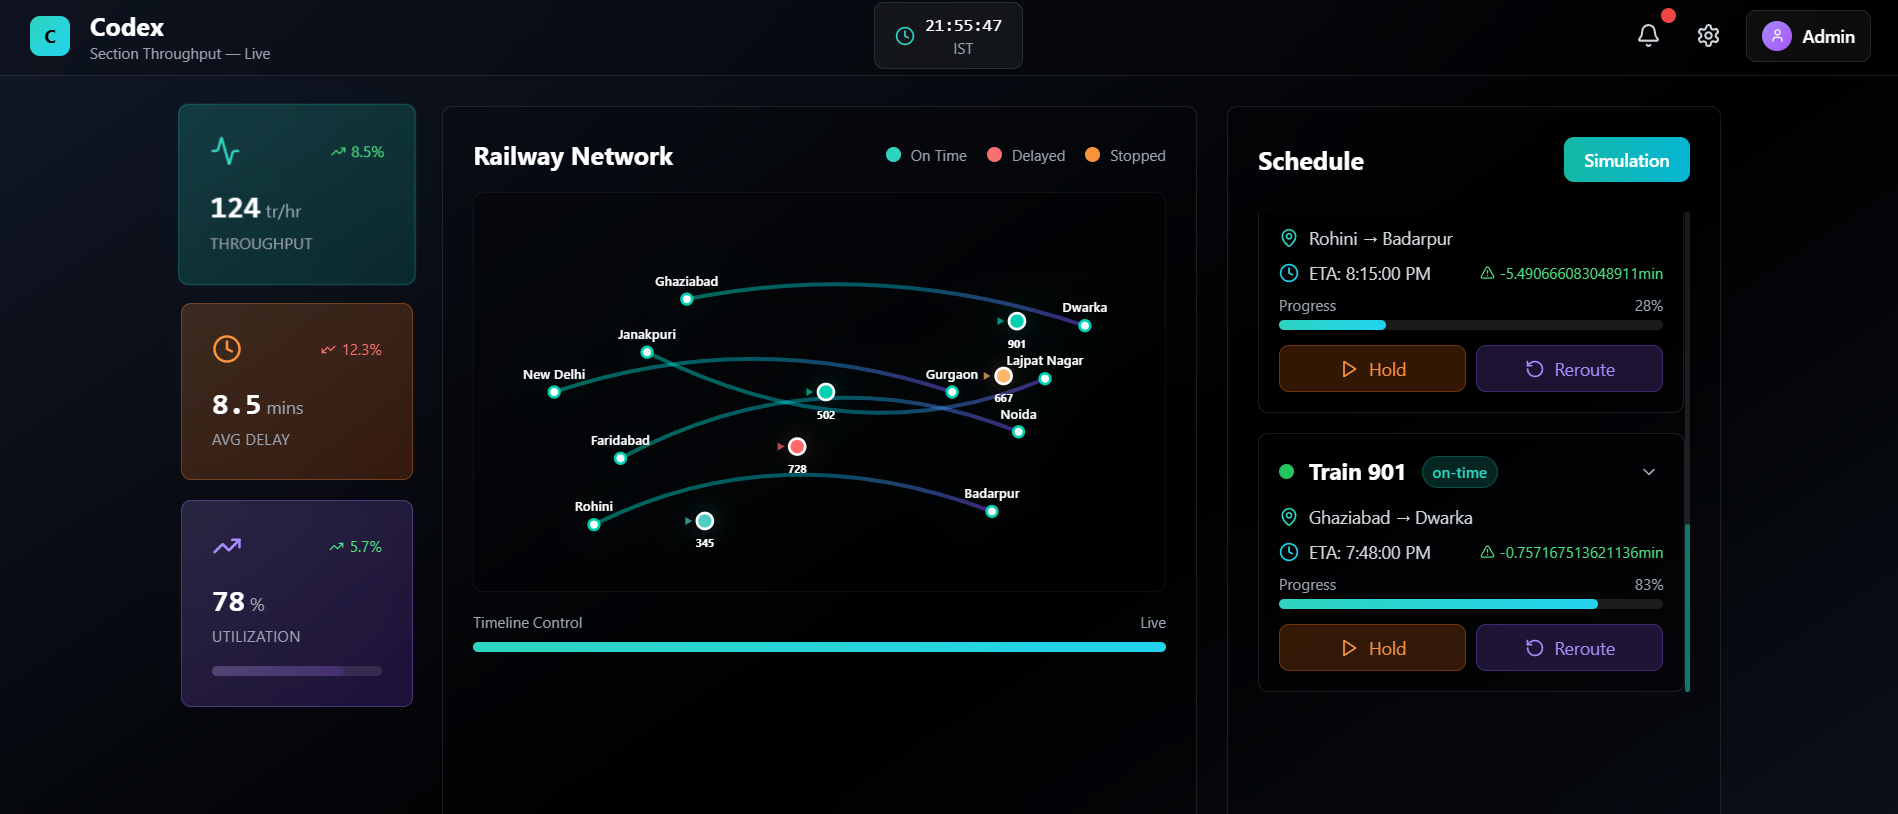 C
Codex
Section Throughput — Live
21:55:47
IST
Admin
8.5%
124 tr/hr
THROUGHPUT
12.3%
8.5 mins
AVG DELAY
5.7%
78 %
UTILIZATION
Railway Network
On Time
Delayed
Stopped
Ghaziabad
Dwarka
901
Janakpuri
Lajpat Nagar
New Delhi
Gurgaon
667
502
Noida
Faridabad
728
Badarpur
Rohini
345
Timeline Control
Live
Schedule
Simulation
Rohini → Badarpur
ETA: 8:15:00 PM
-5.490666083048911min
Progress
28%
Hold
Reroute
Train 901
on-time
Ghaziabad → Dwarka
ETA: 7:48:00 PM
-0.757167513621136min
Progress
83%
Hold
Reroute